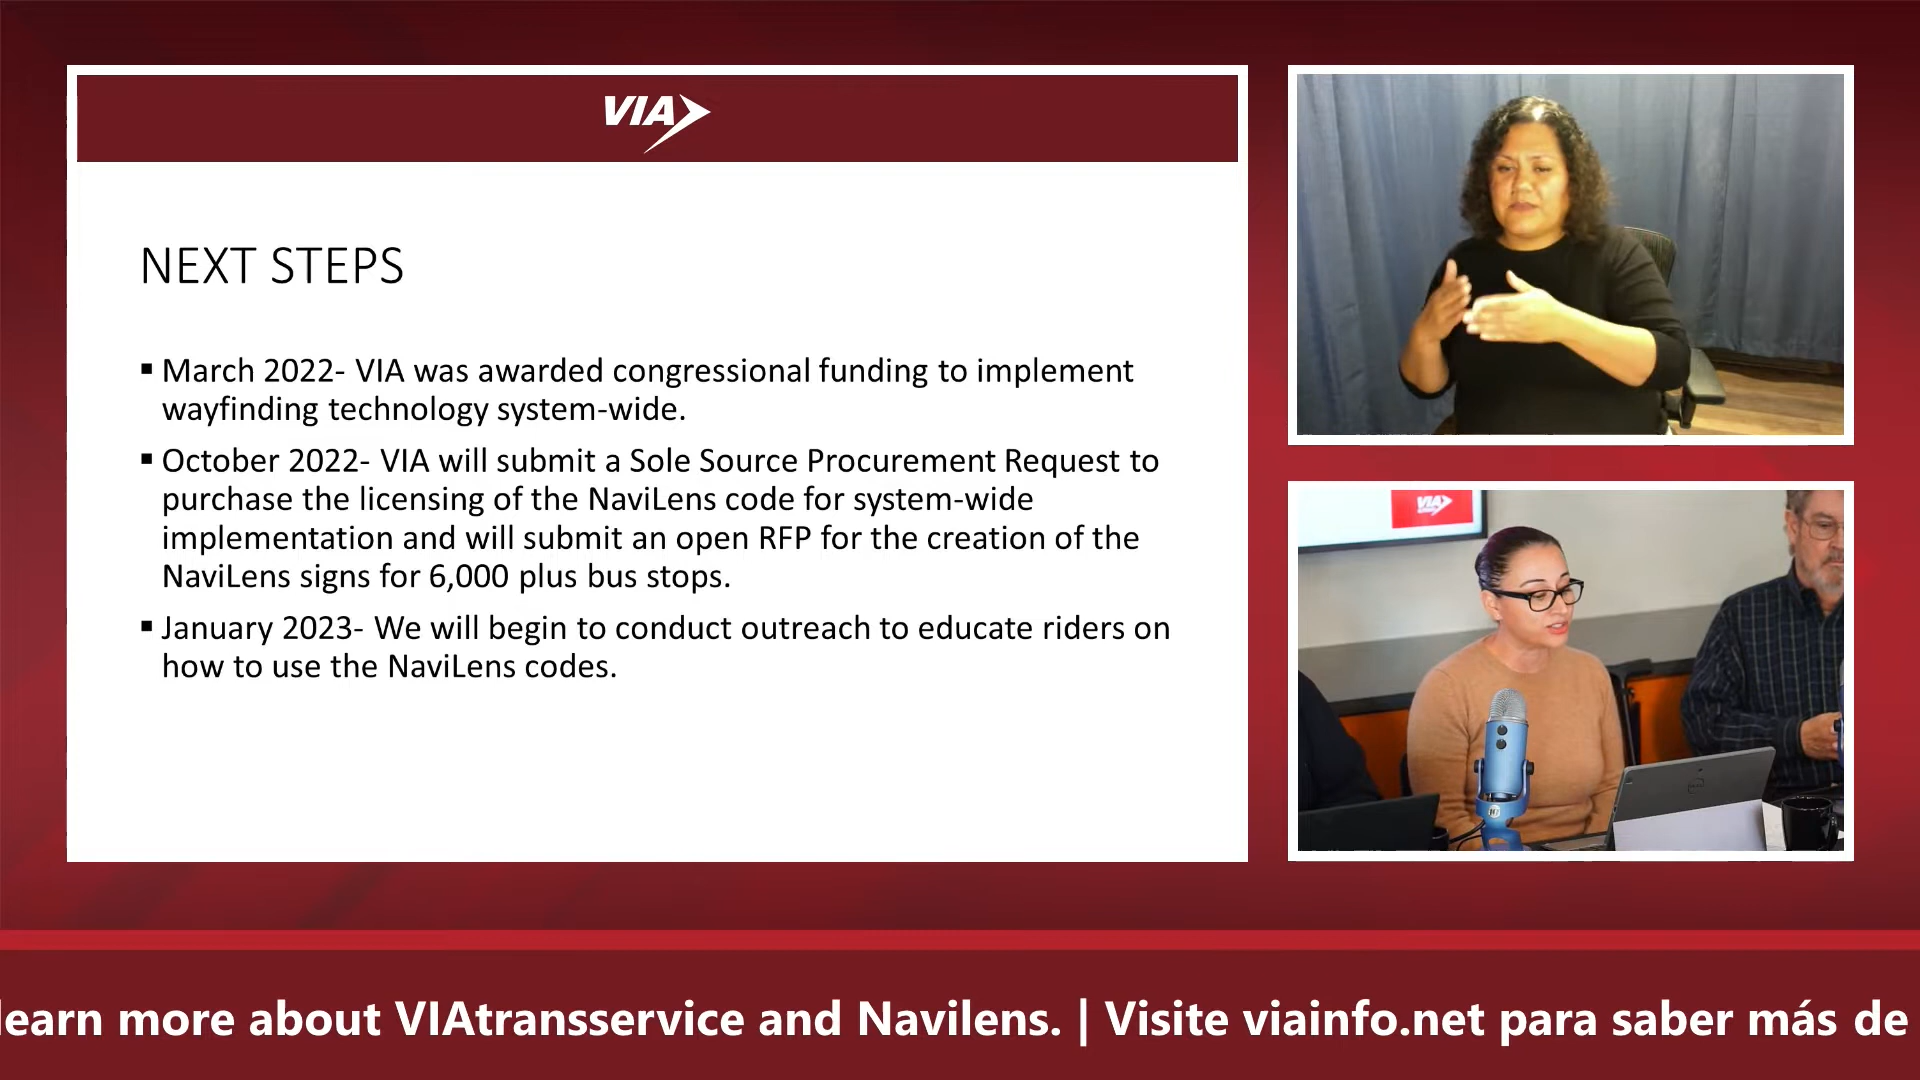 VIA
NEXT STEPS
▪ March 2022- VIA was awarded congressional funding to implement
wayfinding technology system-wide.
▪ October 2022- VIA will submit a Sole Source Procurement Request to
purchase the licensing of the NaviLens code for system-wide
implementation and will submit an open RFP for the creation of the
NaviLens signs for 6,000 plus bus stops.
▪ January 2023- We will begin to conduct outreach to educate riders on
how to use the NaviLens codes.
VIA
learn more about VIAtransservice and Navilens. | Visite viainfo.net para saber más de